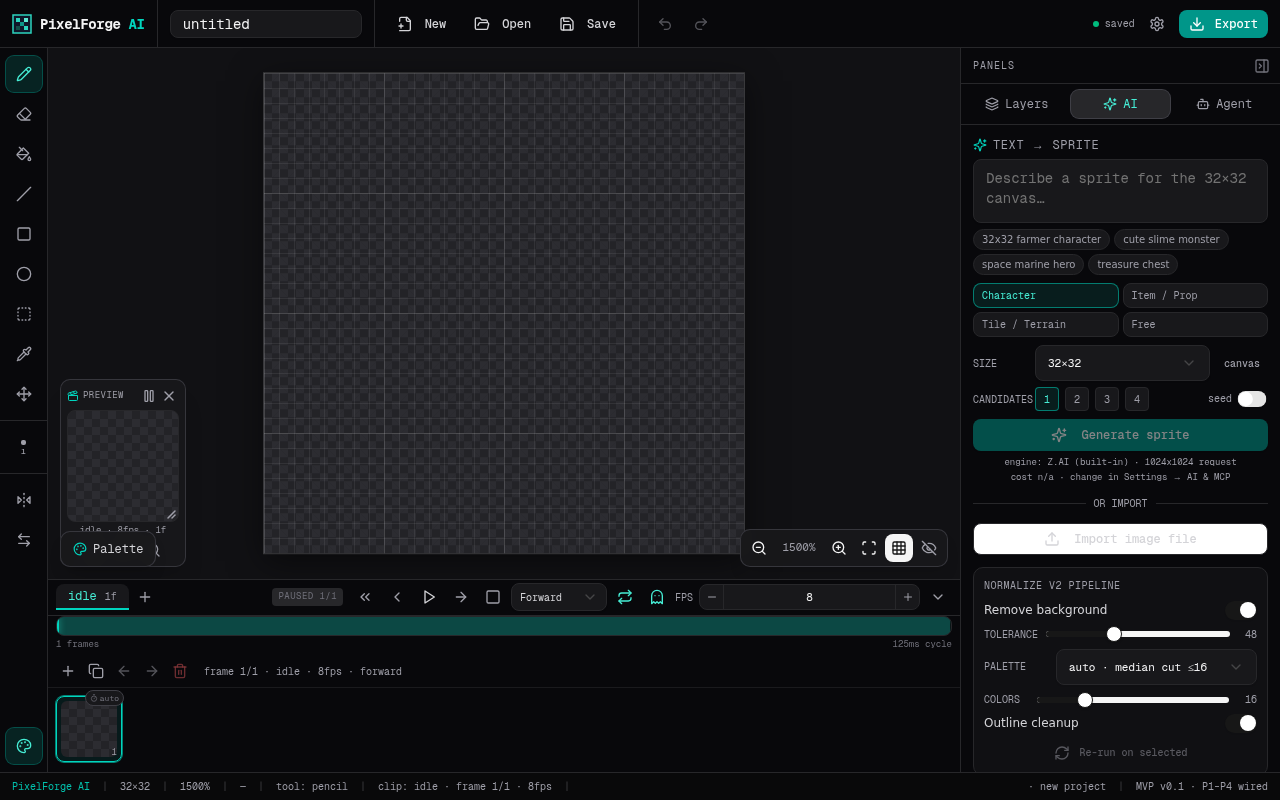 PixelForge AI
untitled
New
Open
Save
saved
Export
PANELS
Layers
AI
Agent
TEXT → SPRITE
Describe a sprite for the 32×32
canvas…
32x32 farmer character
cute slime monster
space marine hero
treasure chest
Character
Item / Prop
Tile / Terrain
Free
SIZE
32×32
canvas
CANDIDATES
1
2
3
4
seed
Generate sprite
engine: Z.AI (built-in) · 1024x1024 request
cost n/a · change in Settings → AI & MCP
OR IMPORT
Import image file
NORMALIZE V2 PIPELINE
Remove background
TOLERANCE
48
PALETTE
auto · median cut ≤16
COLORS
16
Outline cleanup
Re-run on selected
1
PREVIEW
idle · 8fps · 1f
Palette
1500%
idle 1f
PAUSED 1/1
Forward
FPS
8
1 frames
125ms cycle
frame 1/1 · idle · 8fps · forward
auto
1
PixelForge AI | 32×32 | 1500% | — | tool: pencil | clip: idle · frame 1/1 · 8fps |
· new project | MVP v0.1 · P1-P4 wired